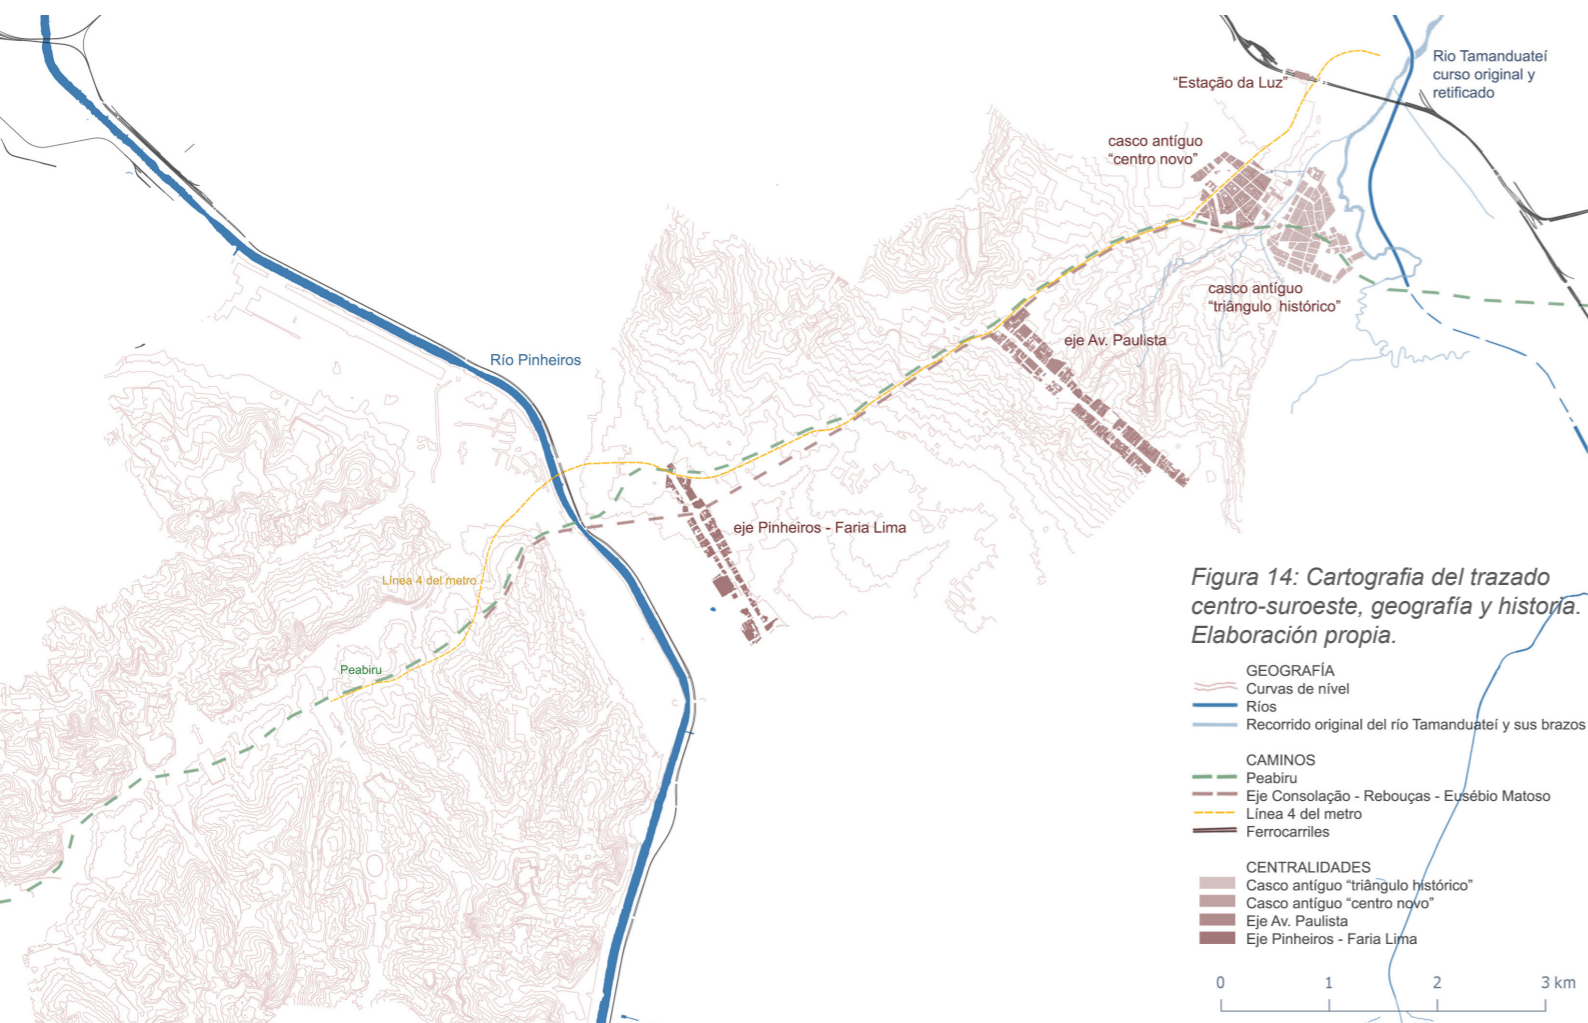 Rio Tamanduateí
curso original y
retificado
“Estação da Luz”
casco antíguo
“centro novo”
casco antíguo
“triângulo histórico”
eje Av. Paulista
Río Pinheiros
eje Pinheiros - Faria Lima
Línea 4 del metro
Peabiru
Figura 14: Cartografia del trazado
centro-suroeste, geografía y historia.
Elaboración propia.
GEOGRAFÍA
Curvas de nível
Ríos
Recorrido original del río Tamanduateí y sus brazos
CAMINOS
Peabiru
Eje Consolação - Rebouças - Eusébio Matoso
Línea 4 del metro
Ferrocarriles
CENTRALIDADES
Casco antíguo “triângulo histórico”
Casco antíguo “centro novo”
Eje Av. Paulista
Eje Pinheiros - Faria Lima
0 1 2 3 km